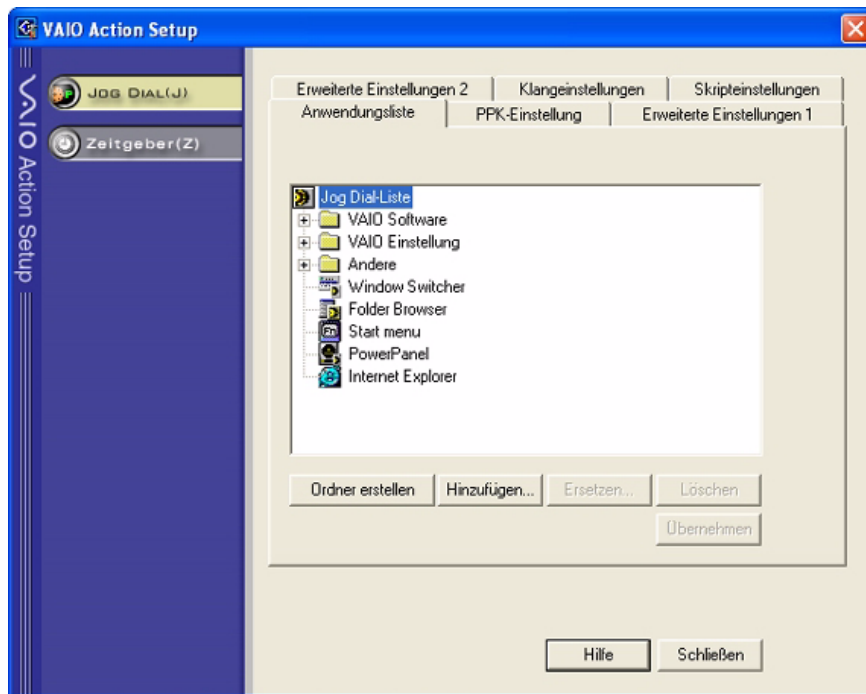 VAIO Action Setup
VAIO Action Setup
JOG DIAL(J)
Zeitgeber(Z)
Erweiterte Einstellungen 2
Klangeinstellungen
Skripteinstellungen
Anwendungsliste
PPK-Einstellung
Erweiterte Einstellungen 1
Jog Dial-Liste
VAIO Software
VAIO Einstellung
Andere
Window Switcher
Folder Browser
Fn Start menu
PowerPanel
Internet Explorer
Ordner erstellen
Hinzufügen...
Ersetzen...
Löschen
Übernehmen
Hilfe
Schließen